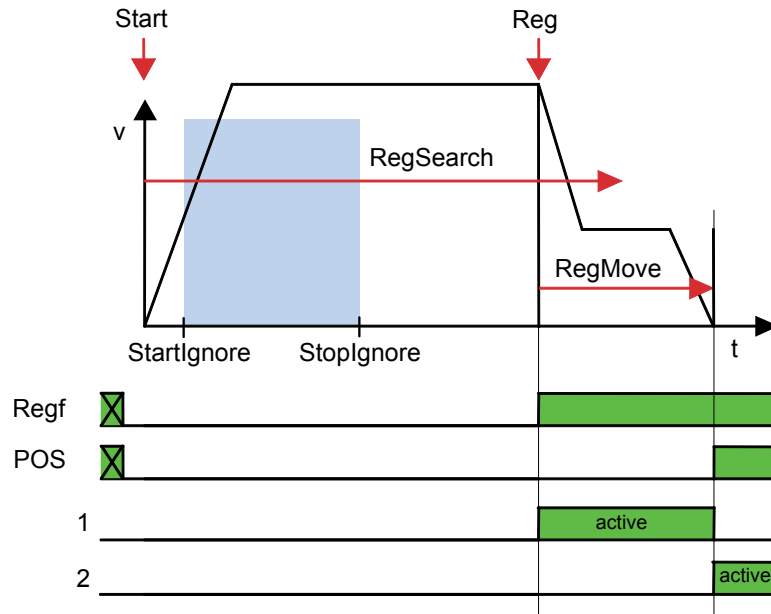 Start
Reg
v
RegSearch
RegMove
StartIgnore
StopIgnore
t
Regf
POS
1
active
2
active